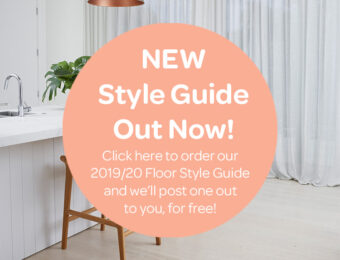 NEW
Style Guide
Out Now!
Click here to order our
2019/20 Floor Style Guide
and we'll post one out
to you, for free!